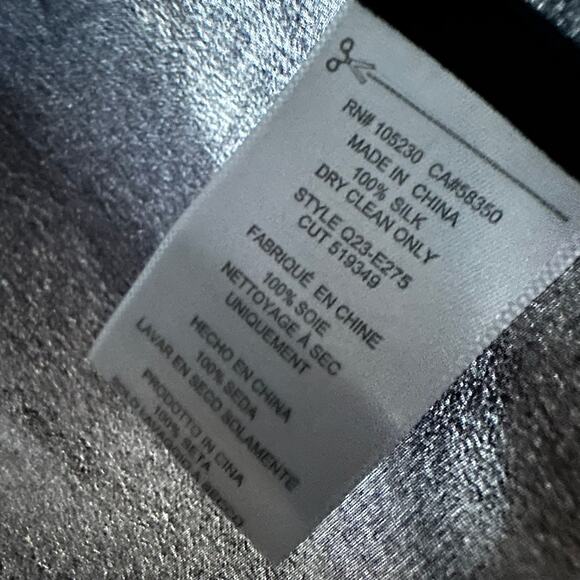 RN# 105230 CA#58350
MADE IN CHINA
100% SILK
DRY CLEAN ONLY
STYLE Q23-E275
CUT 519349
FABRIQUÉ EN CHINE
100% SOIE
NETTOYAGE À SEC
UNIQUEMENT
HECHO EN CHINA
100% SEDA
LAVAR EN SECO SOLAMENTE
PRODOTTO IN CINA
100% SETA
A SECCO